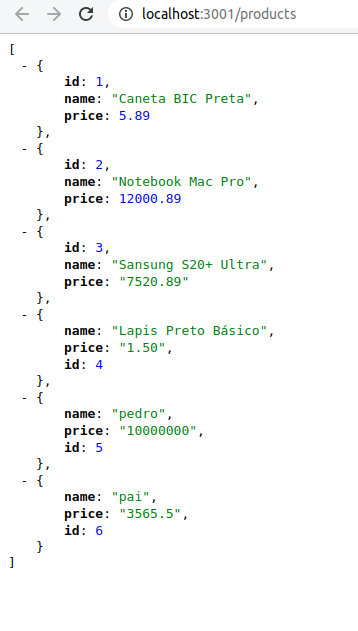 localhost:3001/products
[
- {
id: 1,
name: "Caneta BIC Preta",
price: 5.89
},
- {
id: 2,
name: "Notebook Mac Pro",
price: 12000.89
},
- {
id: 3,
name: "Sansung S20+ Ultra",
price: "7520.89"
},
- {
name: "Lapis Preto Básico",
price: "1.50",
id: 4
},
- {
name: "pedro",
price: "10000000",
id: 5
},
- {
name: "pai",
price: "3565.5",
id: 6
}
]